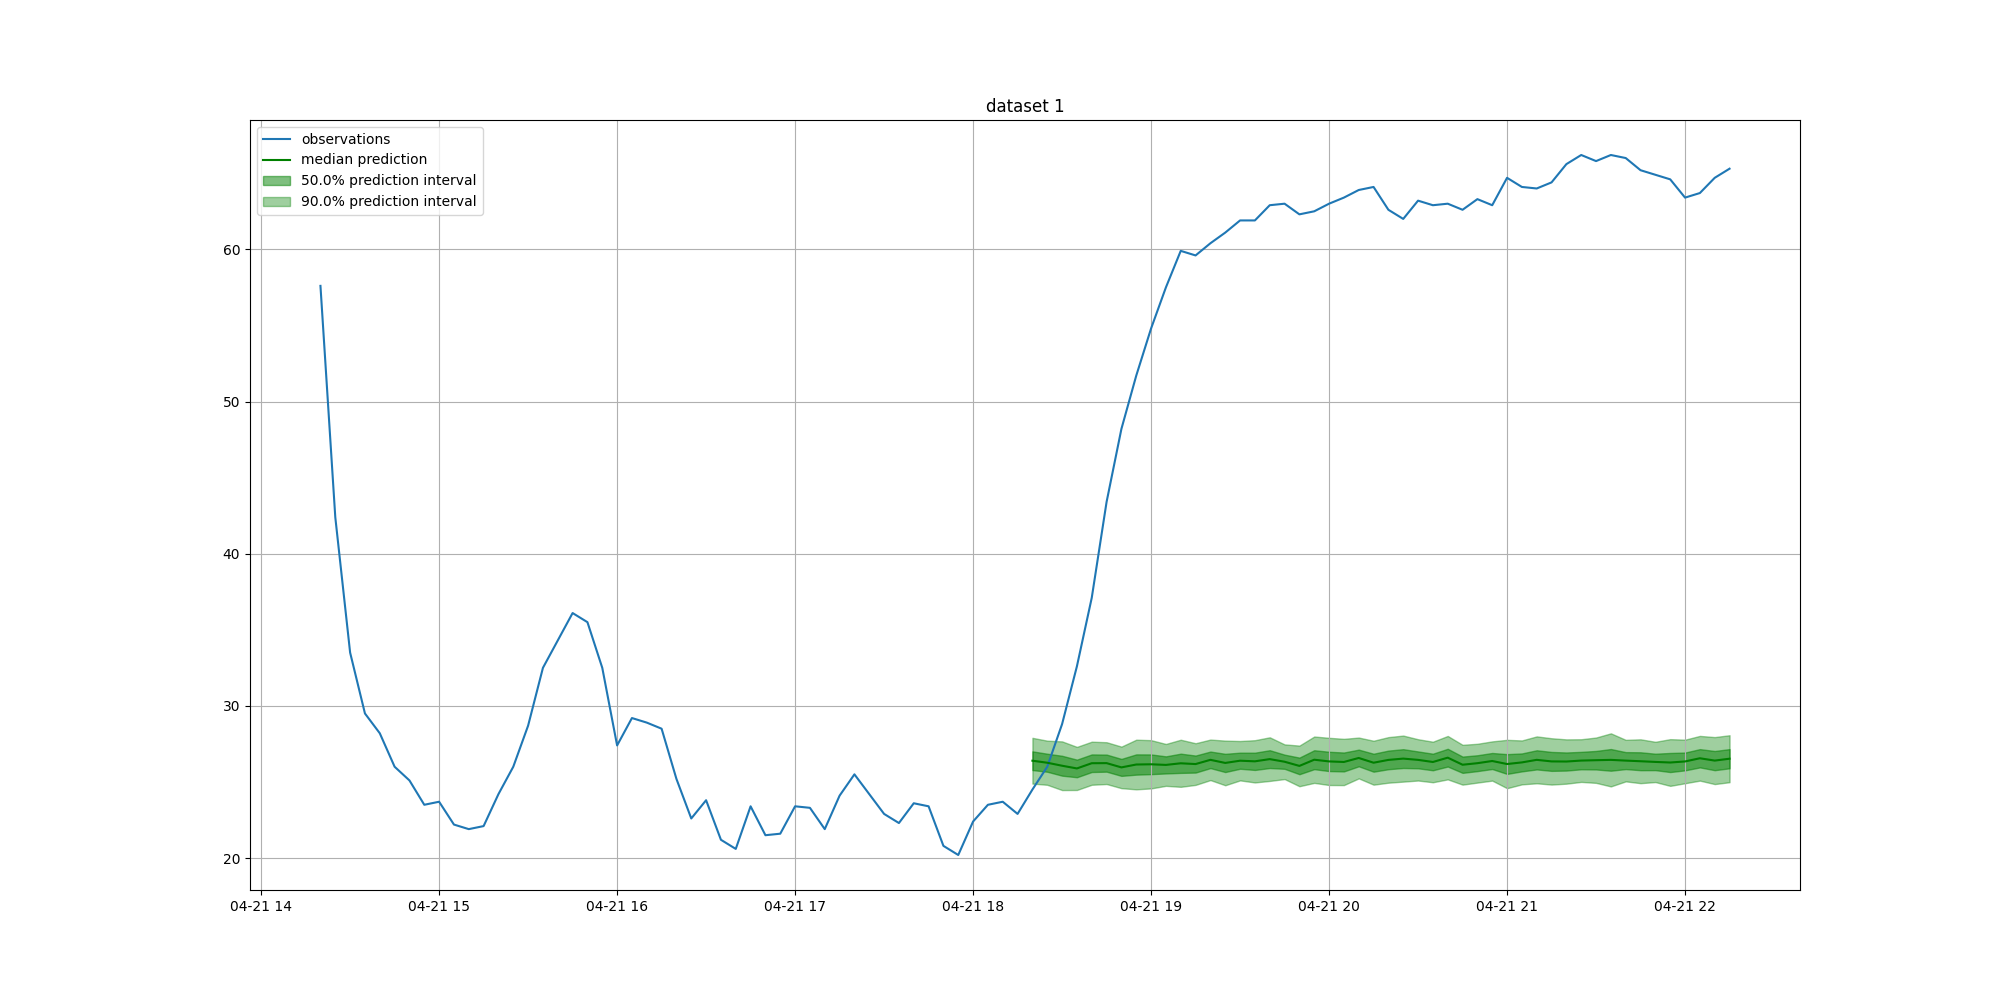 dataset 1
observations
median prediction
50.0% prediction interval
90.0% prediction interval
60
50
40
30
20
04-21 14
04-21 15
04-21 16
04-21 17
04-21 18
04-21 19
04-21 20
04-21 21
04-21 22